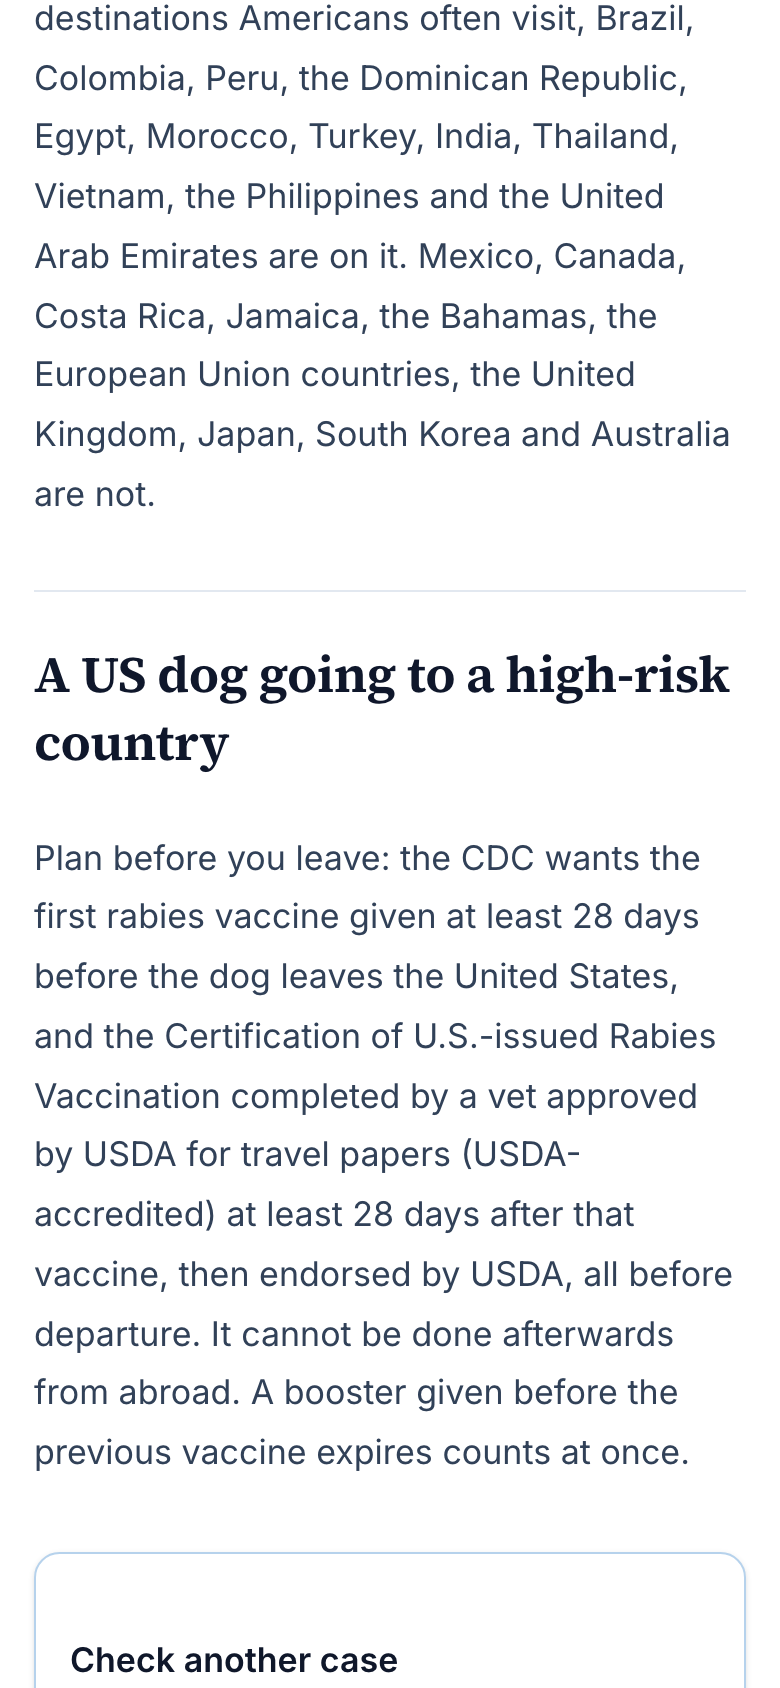 destinations Americans often visit, Brazil,
Colombia, Peru, the Dominican Republic,
Egypt, Morocco, Turkey, India, Thailand,
Vietnam, the Philippines and the United
Arab Emirates are on it. Mexico, Canada,
Costa Rica, Jamaica, the Bahamas, the
European Union countries, the United
Kingdom, Japan, South Korea and Australia
are not.
A US dog going to a high-risk
country
Plan before you leave: the CDC wants the
first rabies vaccine given at least 28 days
before the dog leaves the United States,
and the Certification of U.S.-issued Rabies
Vaccination completed by a vet approved
by USDA for travel papers (USDA-
accredited) at least 28 days after that
vaccine, then endorsed by USDA, all before
departure. It cannot be done afterwards
from abroad. A booster given before the
previous vaccine expires counts at once.
Check another case